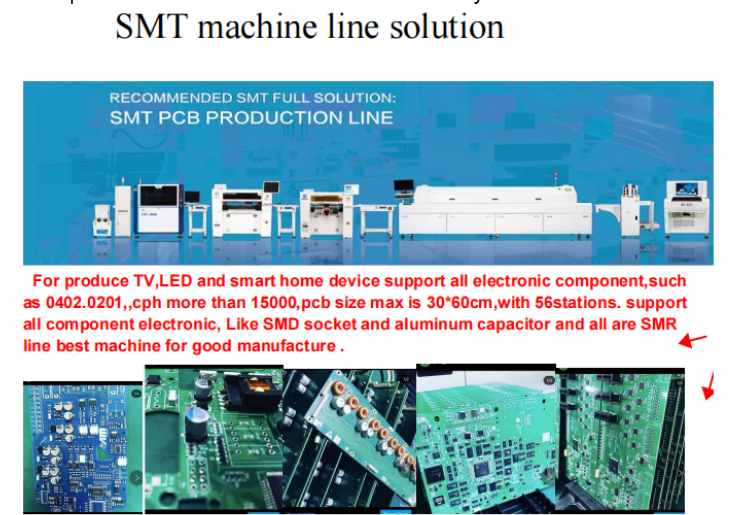 SMT machine line solution
RECOMMENDED SMT FULL SOLUTION:
SMT PCB PRODUCTION LINE
For produce TV,LED and smart home device support all electronic component,such
as 0402.0201,,cph more than 15000,pcb size max is 30*60cm,with 56stations. support
all component electronic, Like SMD socket and aluminum capacitor and all are SMR
line best machine for good manufacture .